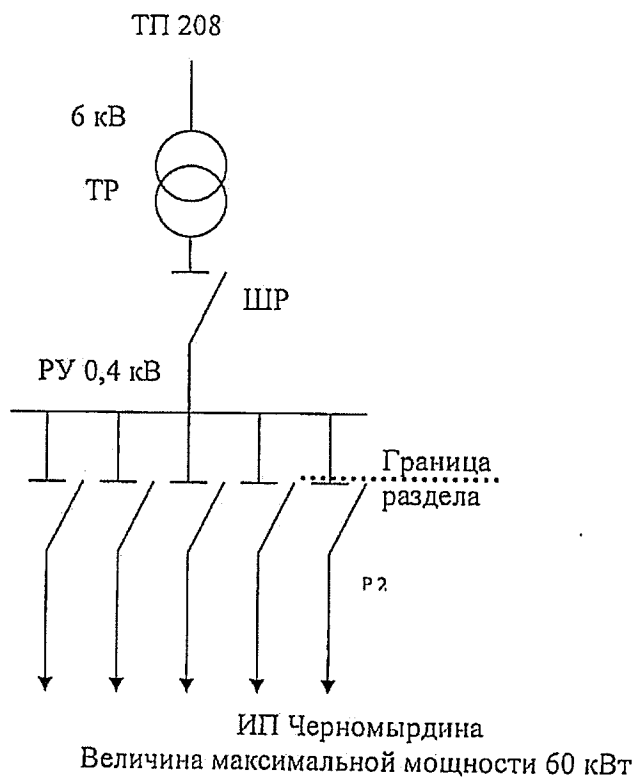 ТП 208
6 кВ
ТР
ШР
РУ 0,4 кВ
Граница
раздела
Р2
ИП Черномырдина
Величина максимальной мощности 60 кВт